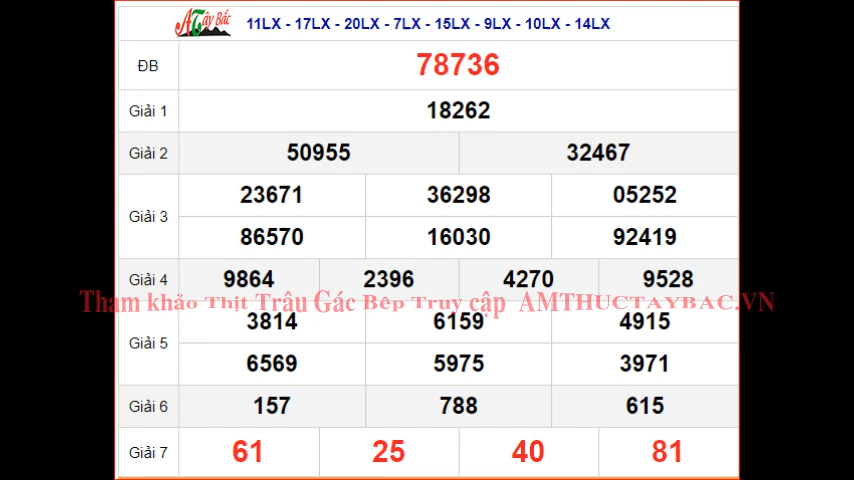 ATây Bắc 11LX - 17LX - 20LX - 7LX - 15LX - 9LX - 10LX - 14LX
ĐB 78736
Giải 1 18262
Giải 2 50955 32467
23671 36298 05252
Giải 3
86570 16030 92419
Giải 4 9864 2396 4270 9528
Tham khảo Thịt Trâu Gác Bếp Truy cập AMTHUCTAYBAC.VN
3814 6159 4915
Giải 5
6569 5975 3971
Giải 6 157 788 615
Giải 7 61 25 40 81